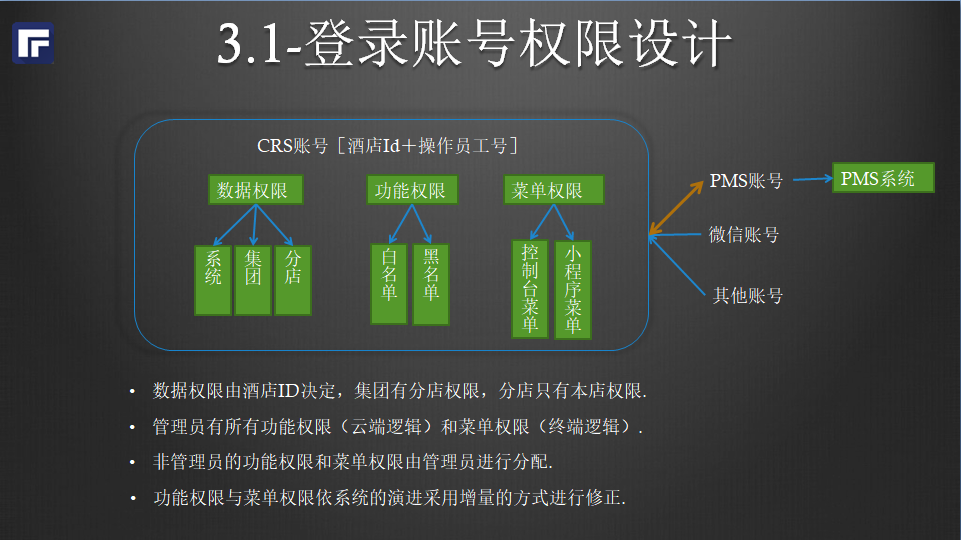 3.1-登录账号权限设计
CRS账号［酒店Id＋操作员工号］
数据权限
功能权限
菜单权限
系统
集团
分店
白名单
黑名单
控制台菜单
小程序菜单
PMS账号
PMS系统
微信账号
其他账号
• 数据权限由酒店ID决定，集团有分店权限，分店只有本店权限.
• 管理员有所有功能权限（云端逻辑）和菜单权限（终端逻辑）.
• 非管理员的功能权限和菜单权限由管理员进行分配.
• 功能权限与菜单权限依系统的演进采用增量的方式进行修正.